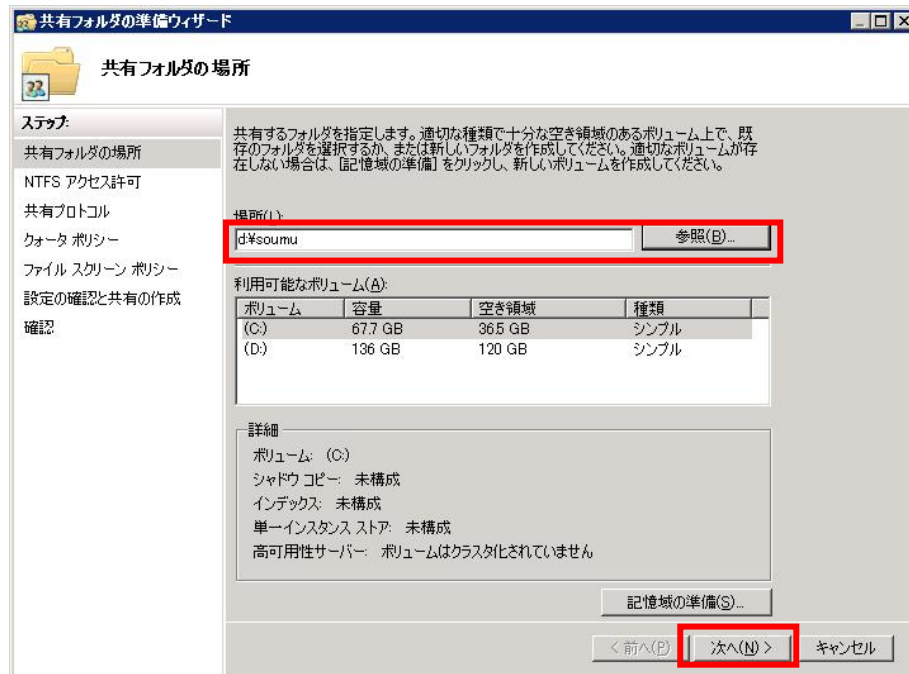 共有フォルダの準備ウィザード
共有フォルダの場所
ステップ:
共有フォルダの場所
NTFS アクセス許可
共有プロトコル
クォータ ポリシー
ファイル スクリーン ポリシー
設定の確認と共有の作成
確認
共有するフォルダを指定します。適切な種類で十分な空き領域のあるボリューム上で、既
存のフォルダを選択するか、または新しいフォルダを作成してください。適切なボリュームが存
在しない場合は、[記憶域の準備] をクリックし、新しいボリュームを作成してください。
場所(L):
d:¥soumu
参照(B)...
利用可能なボリューム(A):
ボリューム 容量 空き領域 種類
(C:) 67.7 GB 36.5 GB シンプル
(D:) 136 GB 120 GB シンプル
詳細
ボリューム: (C:)
シャドウ コピー: 未構成
インデックス: 未構成
単一インスタンス ストア: 未構成
高可用性サーバー: ボリュームはクラスタ化されていません
記憶域の準備(S)...
< 前へ(P) 次へ(N) > キャンセル